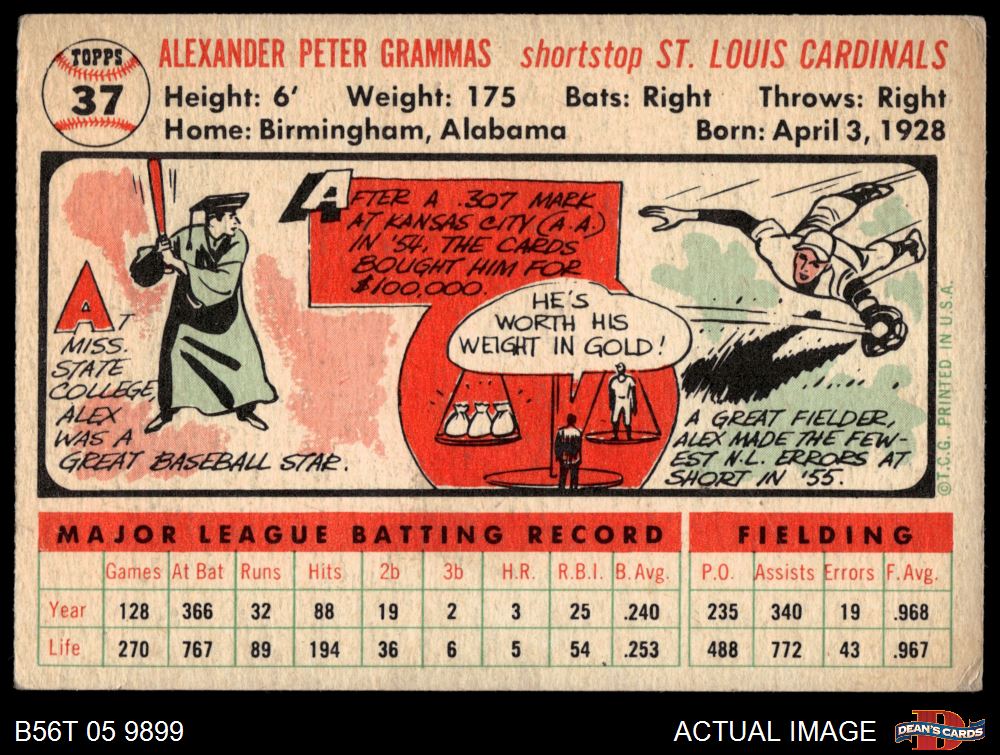 TOPPS
37
ALEXANDER PETER GRAMMAS shortstop ST. LOUIS CARDINALS
Height: 6' Weight: 175 Bats: Right Throws: Right
Home: Birmingham, Alabama Born: April 3, 1928
AT
MISS.
STATE
COLLEGE,
ALEX
WAS A
GREAT BASEBALL STAR.
AFTER A .307 MARK
AT KANSAS CITY (A.A.)
IN '54, THE CARDS
BOUGHT HIM FOR
$100,000.
HE'S
WORTH HIS
WEIGHT IN GOLD!
A GREAT FIELDER,
ALEX MADE THE FEW-
EST N.L. ERRORS AT
SHORT IN '55.
©T.C.G. PRINTED IN U.S.A.
MAJOR LEAGUE BATTING RECORD FIELDING
Games At Bat Runs Hits 2b 3b H.R. R.B.I. B.Avg. P.O. Assists Errors F.Avg.
Year 128 366 32 88 19 2 3 25 .240 235 340 19 .968
Life 270 767 89 194 36 6 5 54 .253 488 772 43 .967
B56T 05 9899 ACTUAL IMAGE
D
DEAN'S CARDS